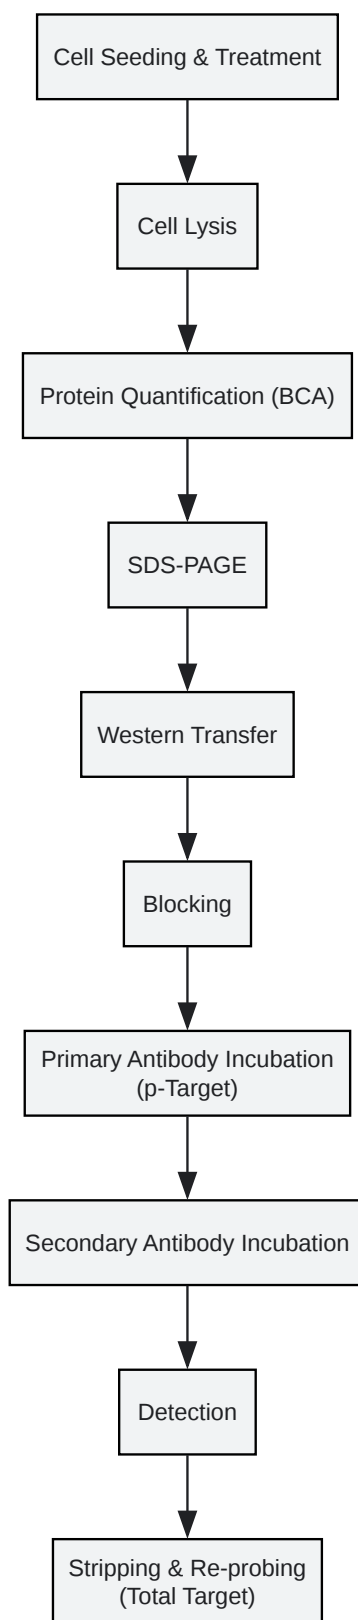 Cell Seeding & Treatment
Cell Lysis
Protein Quantification (BCA)
SDS-PAGE
Western Transfer
Blocking
Primary Antibody Incubation
(p-Target)
Secondary Antibody Incubation
Detection
Stripping & Re-probing
(Total Target)